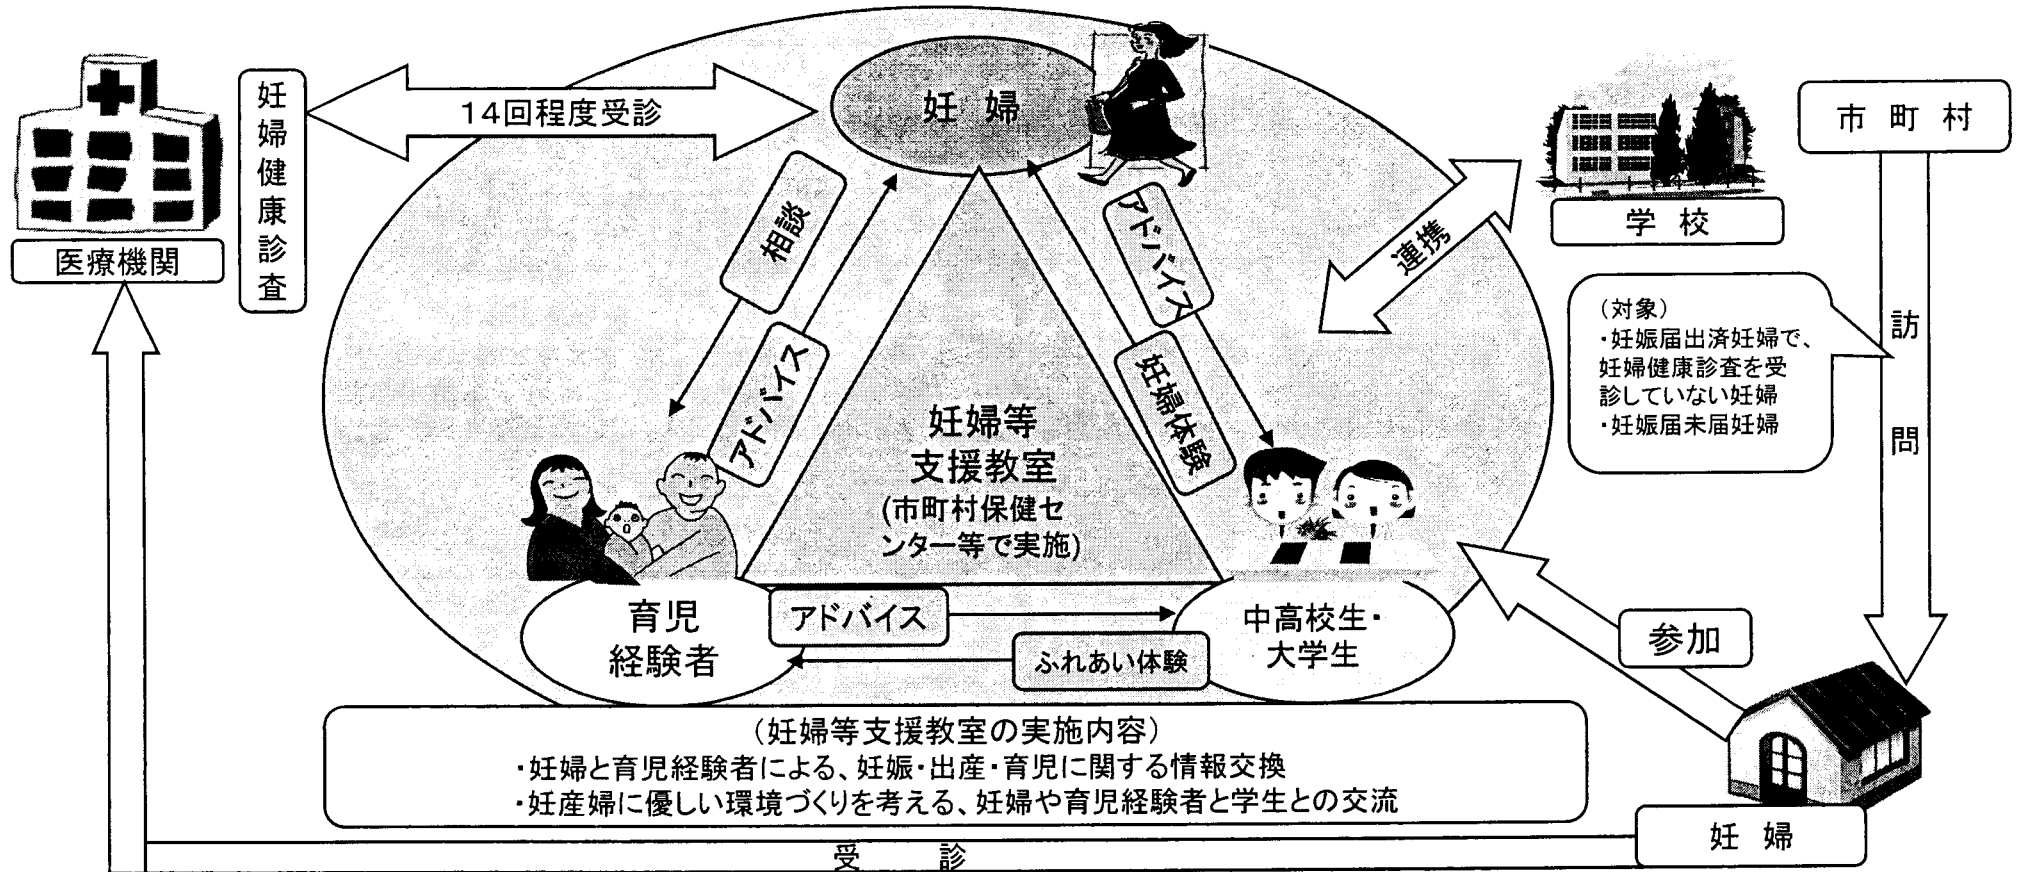 医療機関
妊婦健康診査
14回程度受診
妊 婦
相談
アドバイス
アドバイス
妊婦体験
連携
学 校
市 町 村
訪 問
(対象)
・妊娠届出済妊婦で、
妊婦健康診査を受
診していない妊婦
・妊娠届未届妊婦
妊婦等
支援教室
(市町村保健セ
ンター等で実施)
育児
経験者
アドバイス
ふれあい体験
中高校生・
大学生
参加
(妊婦等支援教室の実施内容)
・妊婦と育児経験者による、妊娠・出産・育児に関する情報交換
・妊産婦に優しい環境づくりを考える、妊婦や育児経験者と学生との交流
妊 婦
受 診